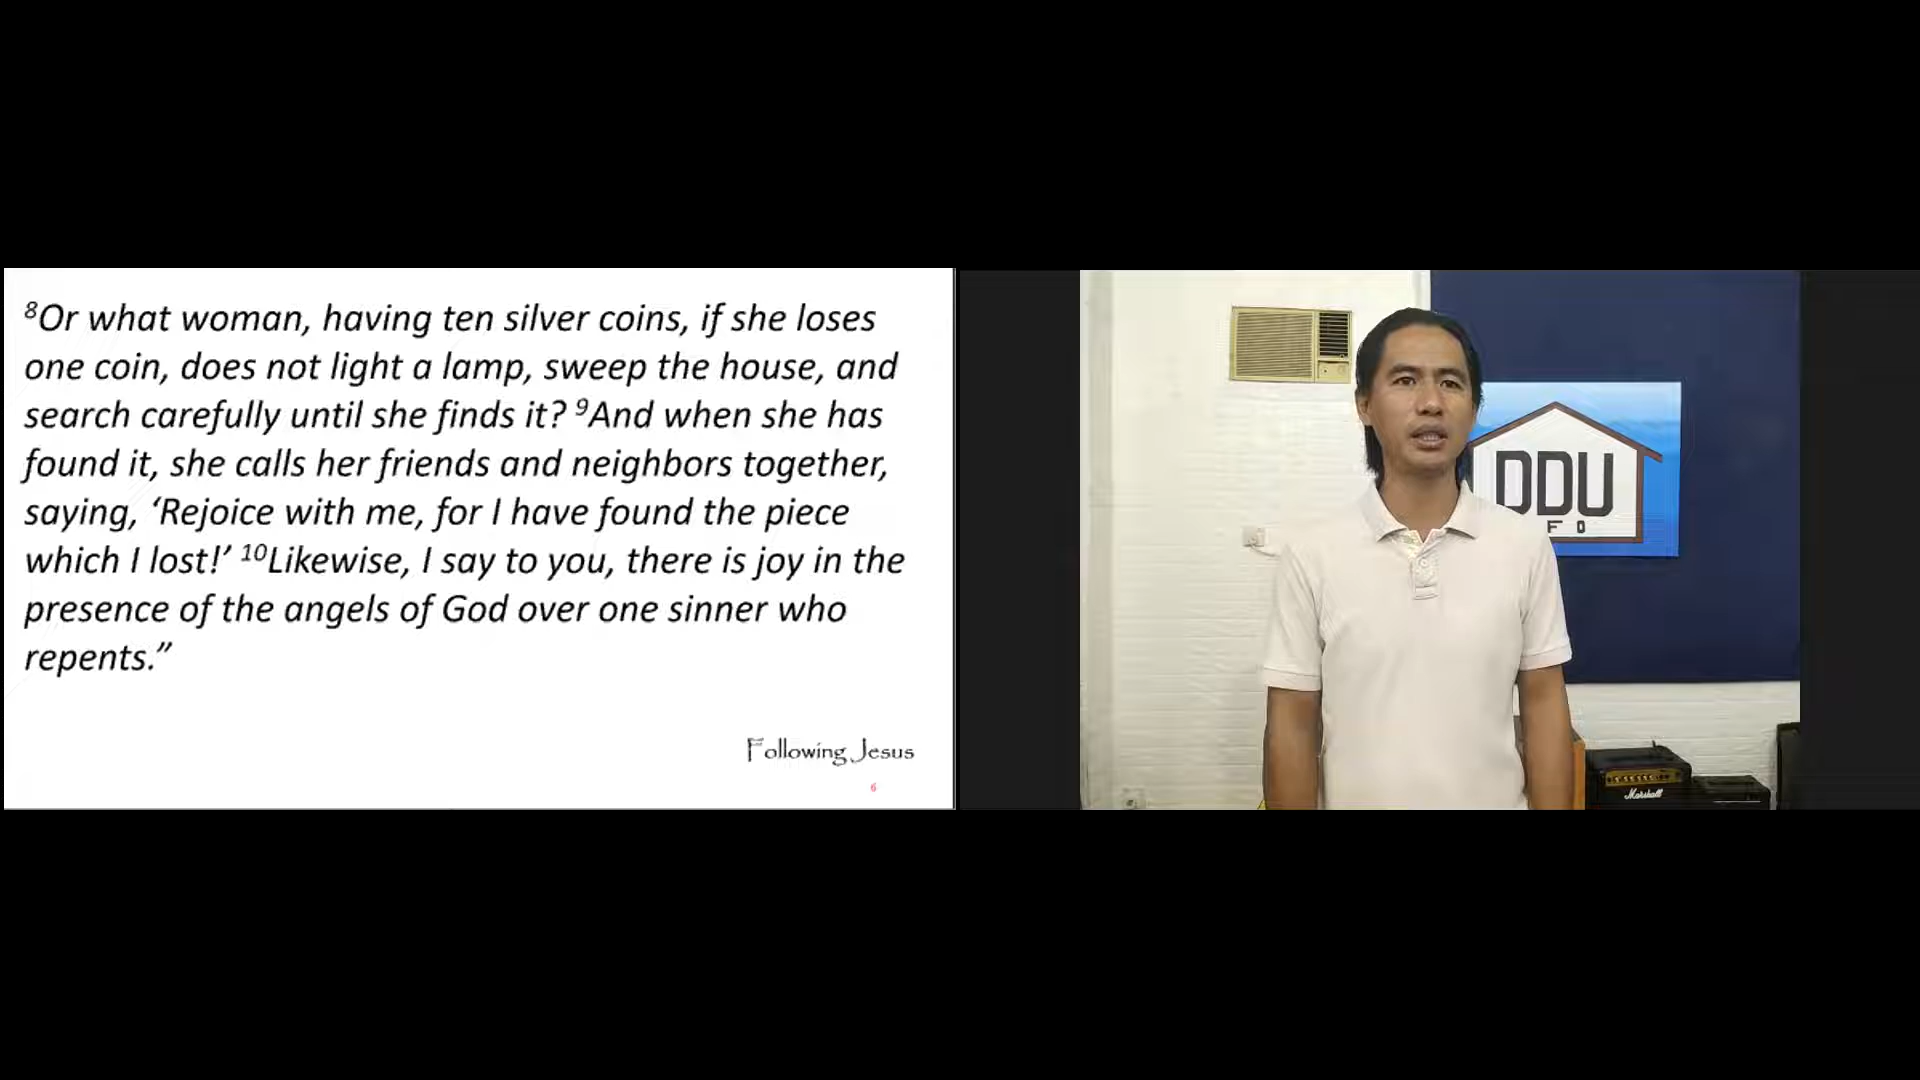 ⁸Or what woman, having ten silver coins, if she loses
one coin, does not light a lamp, sweep the house, and
search carefully until she finds it? ⁹And when she has
found it, she calls her friends and neighbors together,
saying, ‘Rejoice with me, for I have found the piece
which I lost!’ ¹⁰Likewise, I say to you, there is joy in the
presence of the angels of God over one sinner who
repents.”
Following Jesus
6
DDU
F O
Marshall